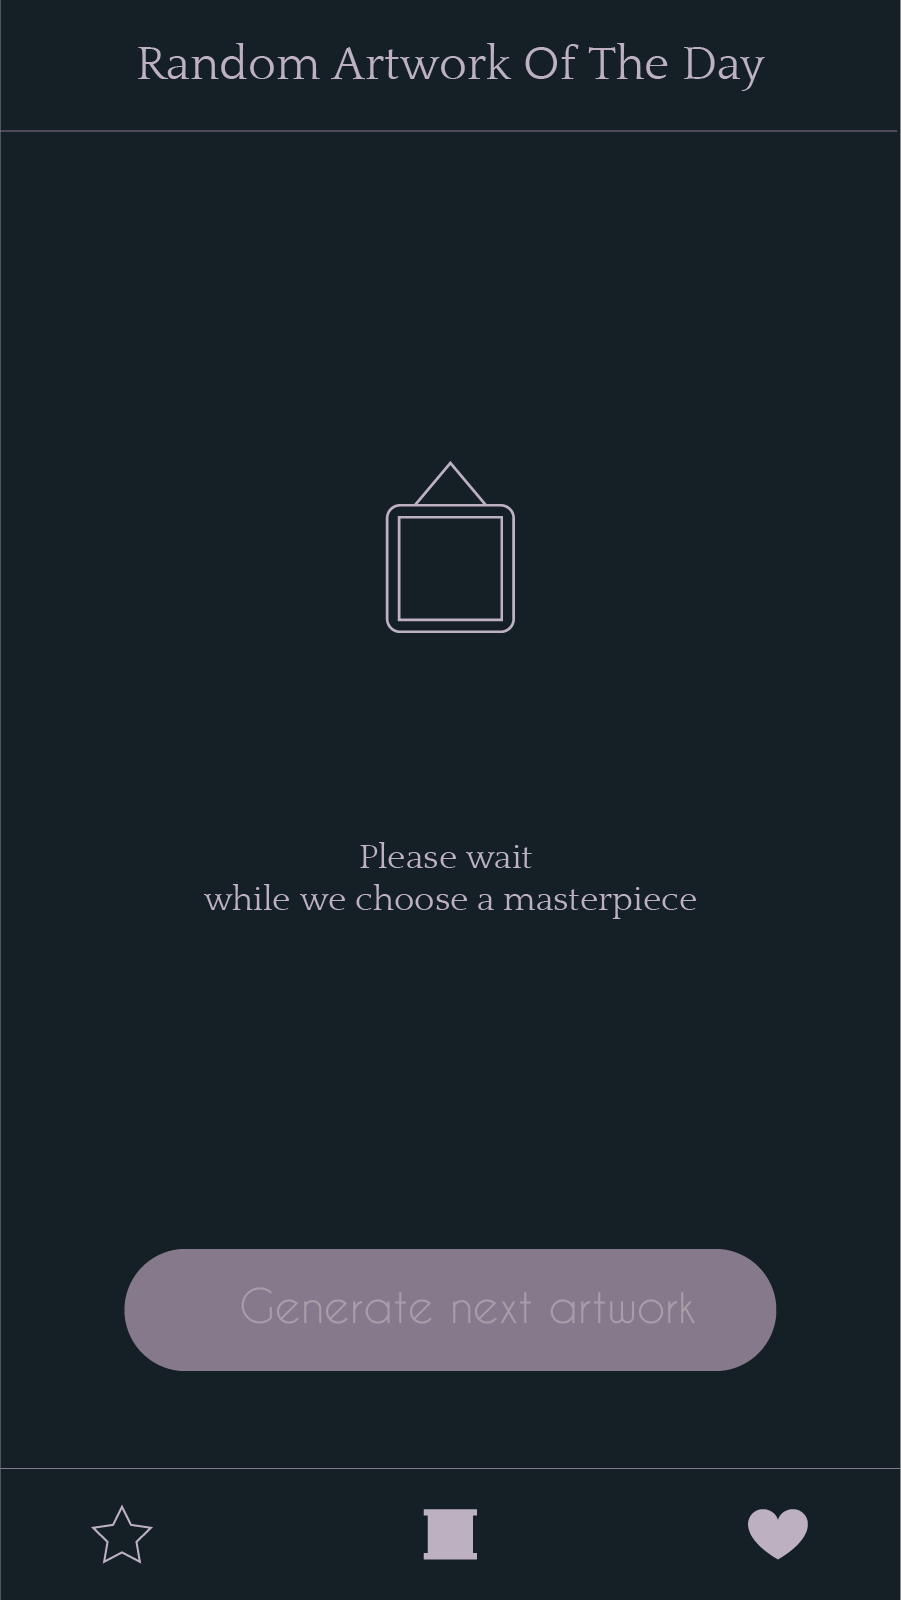 Random Artwork Of The Day
Please wait
while we choose a masterpiece
Generate next artwork